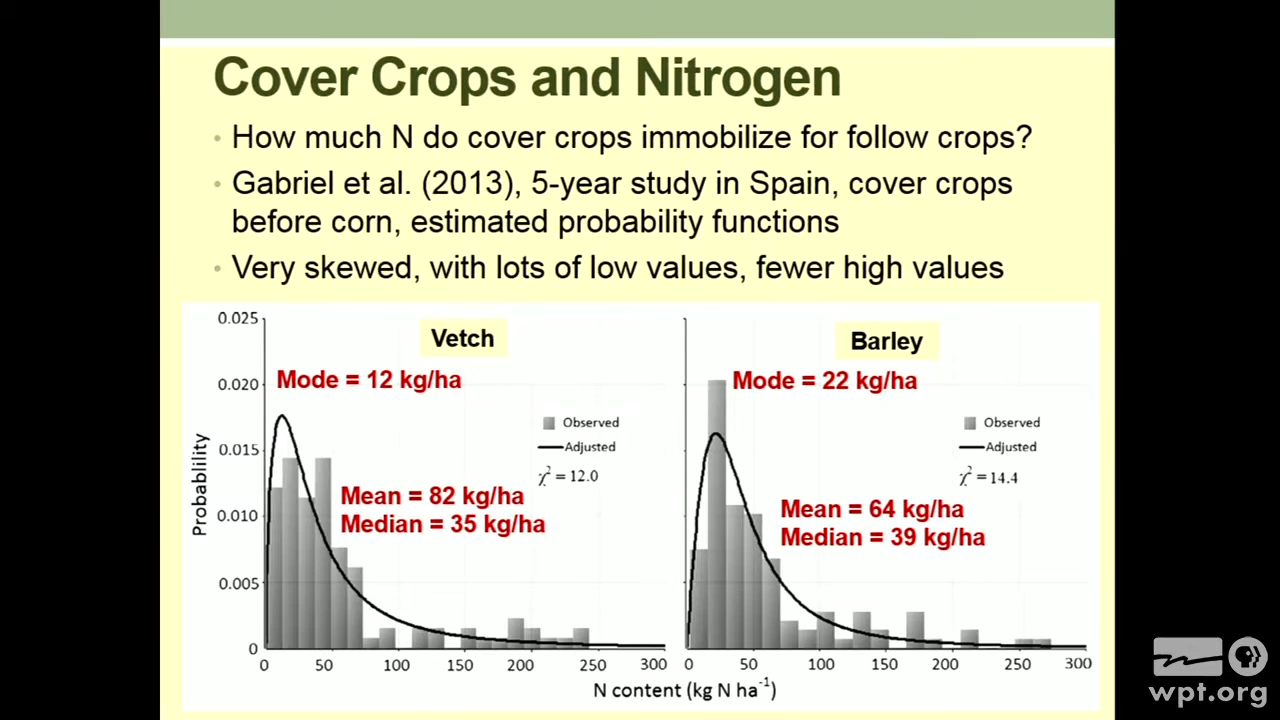 Cover Crops and Nitrogen
• How much N do cover crops immobilize for follow crops?
• Gabriel et al. (2013), 5-year study in Spain, cover crops
before corn, estimated probability functions
• Very skewed, with lots of low values, fewer high values
Vetch
Mode = 12 kg/ha
Observed
Adjusted
χ² = 12.0
Mean = 82 kg/ha
Median = 35 kg/ha
Probablility
0.025
0.020
0.015
0.010
0.005
0
0 50 100 150 200 250 300
Barley
Mode = 22 kg/ha
Observed
Adjusted
χ² = 14.4
Mean = 64 kg/ha
Median = 39 kg/ha
0 50 100 150 200 250 300
N content (kg N ha⁻¹)
PBS
wpt.org